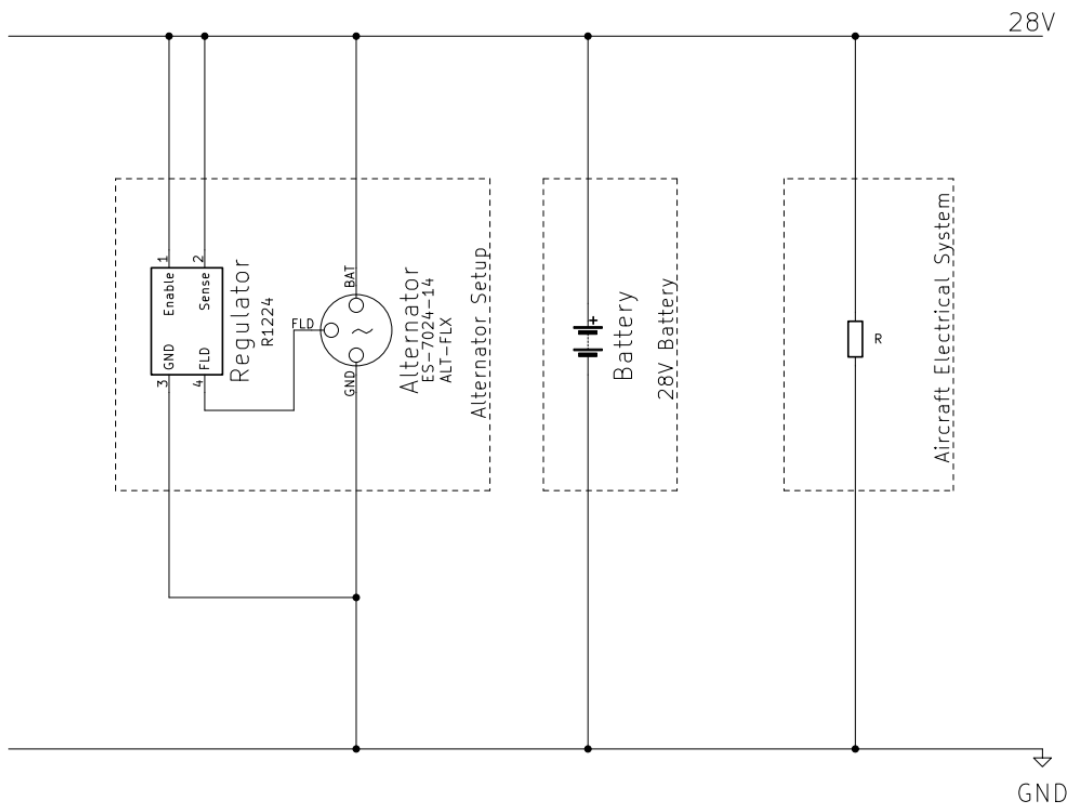 28V
1
2
Enable
Sense
GND
FLD
3
4
Regulator
R1224
BAT
FLD
GND
Alternator
ES-7024-14
ALT-FLX
Alternator Setup
+
Battery
28V Battery
R
Aircraft Electrical System
GND